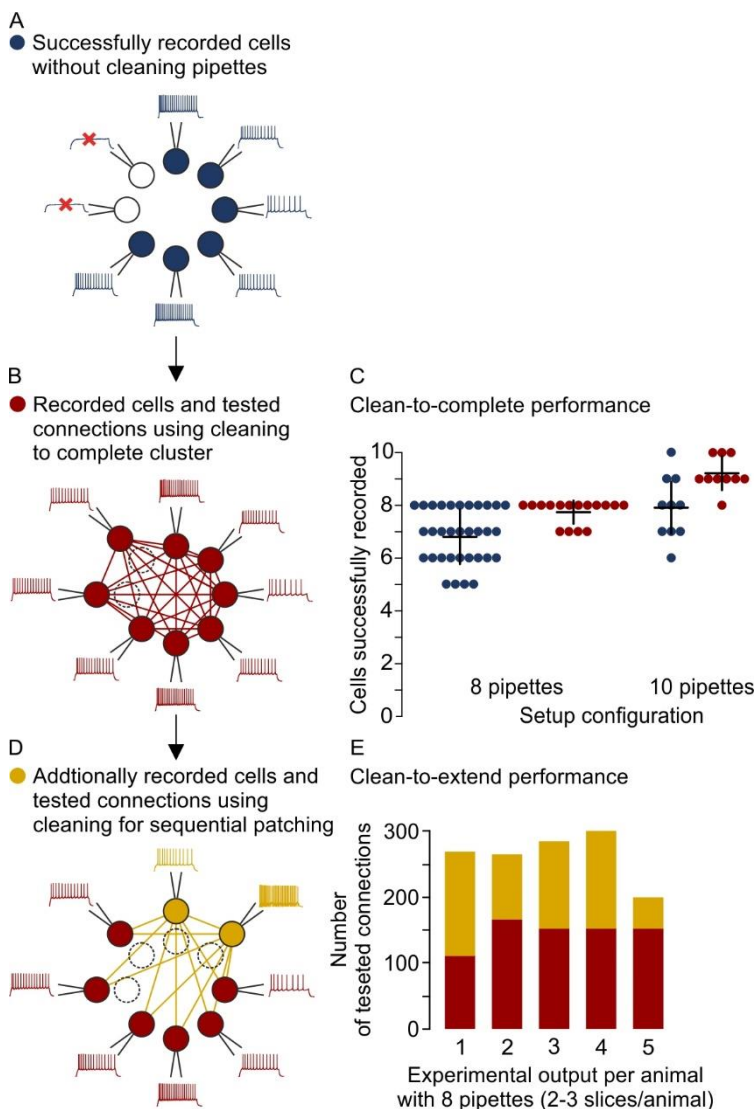 A
Successfully recorded cells
without cleaning pipettes
B
Recorded cells and tested
connections using cleaning
to complete cluster
C
Clean-to-complete performance
Cells successfully recorded
10
8
6
4
2
0
8 pipettes
10 pipettes
Setup configuration
D
Addtionally recorded cells and
tested connections using
cleaning for sequential patching
E
Clean-to-extend performance
Number
of teseted connections
300
200
100
0
1 2 3 4 5
Experimental output per animal
with 8 pipettes (2-3 slices/animal)